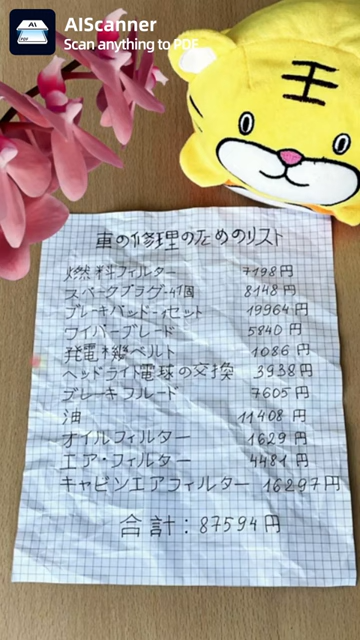 AIScanner
Scan anything to PDF
王
車の修理のためのリスト
燃料フィルター 7198円
スパークプラグ-4個 8148円
ブレーキパッド-1セット 19964円
ワイパーブレード 5840円
発電機ベルト 1086円
ヘッドライト電球の交換 3938円
ブレーキフルード 7605円
油 11408円
オイルフィルター 1629円
エア・フィルター 4481円
キャビンエアフィルター 16297円
合計:87594円